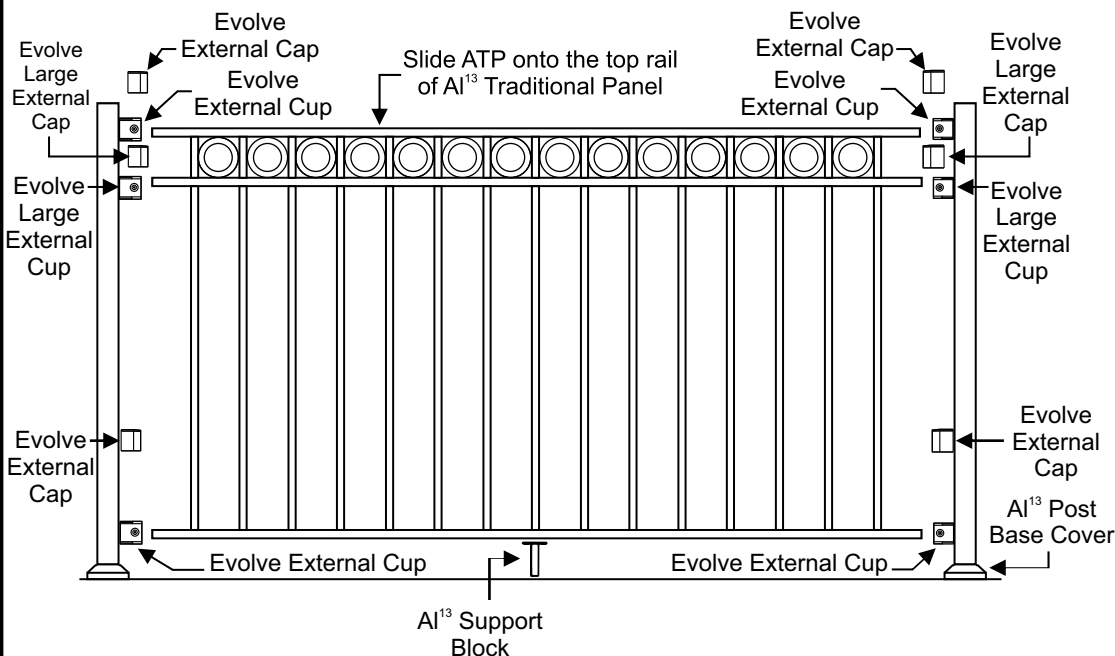 Evolve
External Cap
Evolve
Large
External
Cap
Evolve
External Cup
Slide ATP onto the top rail
of Al¹³ Traditional Panel
Evolve
External Cap
Evolve
External Cup
Evolve
Large
External
Cap
Evolve
Large
External
Cup
Evolve
Large
External
Cup
Evolve
External
Cap
Evolve
External
Cap
Al¹³ Post
Base Cover
Evolve External Cup
Evolve External Cup
Al¹³ Support
Block